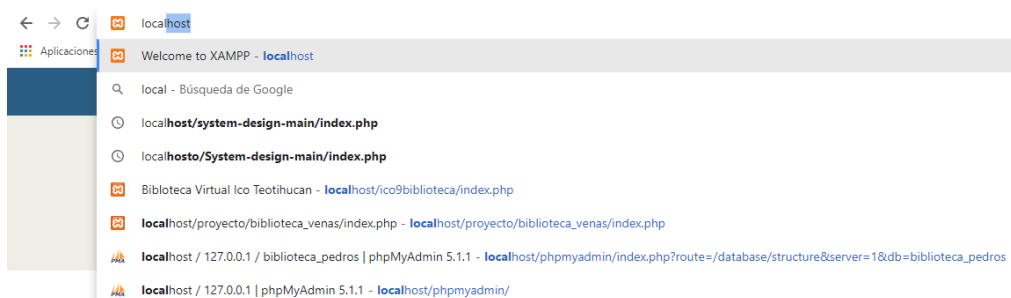 localhost
Aplicaciones
Welcome to XAMPP - localhost
local - Búsqueda de Google
localhost/system-design-main/index.php
localhosto/System-design-main/index.php
Bibloteca Virtual Ico Teotihucan - localhost/ico9biblioteca/index.php
localhost/proyecto/biblioteca_venas/index.php - localhost/proyecto/biblioteca_venas/index.php
PMA localhost / 127.0.0.1 / biblioteca_pedros | phpMyAdmin 5.1.1 - localhost/phpmyadmin/index.php?route=/database/structure&server=1&db=biblioteca_pedros
PMA localhost / 127.0.0.1 | phpMyAdmin 5.1.1 - localhost/phpmyadmin/